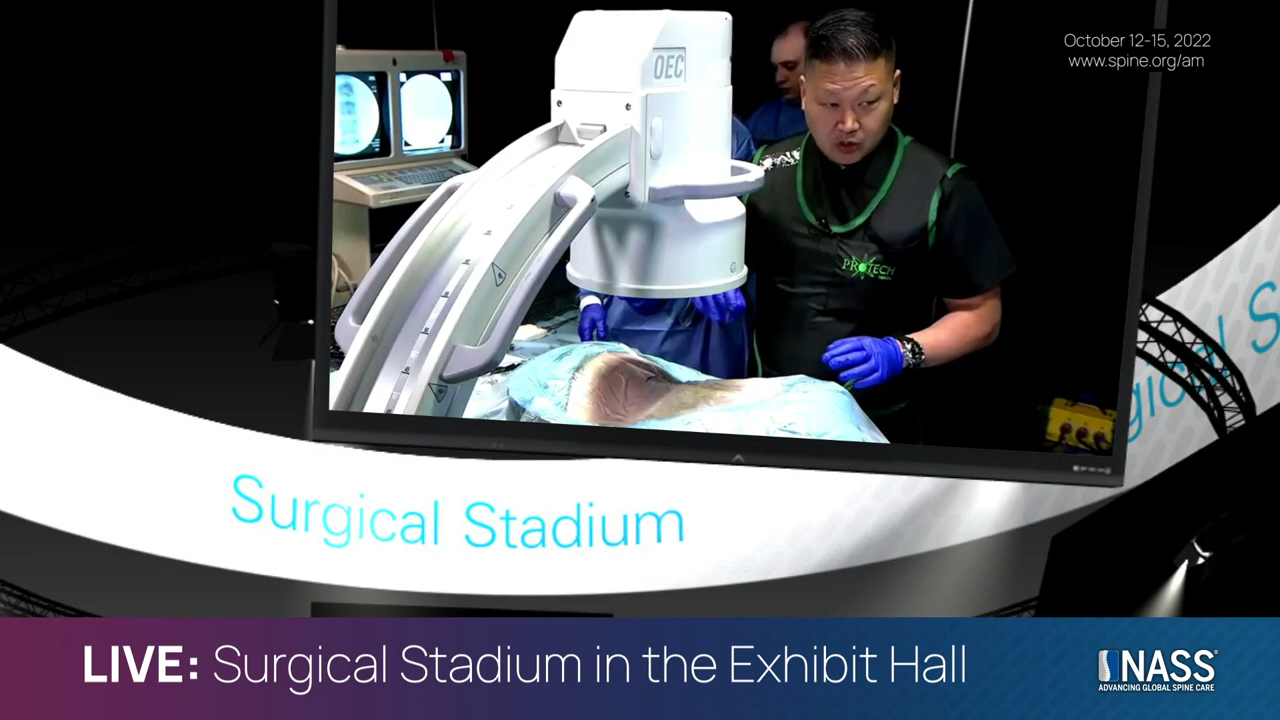 October 12-15, 2022
www.spine.org/am
OEC
PROTECH
Surgical S
Surgical Stadium
LIVE: Surgical Stadium in the Exhibit Hall
NASS
ADVANCING GLOBAL SPINE CARE